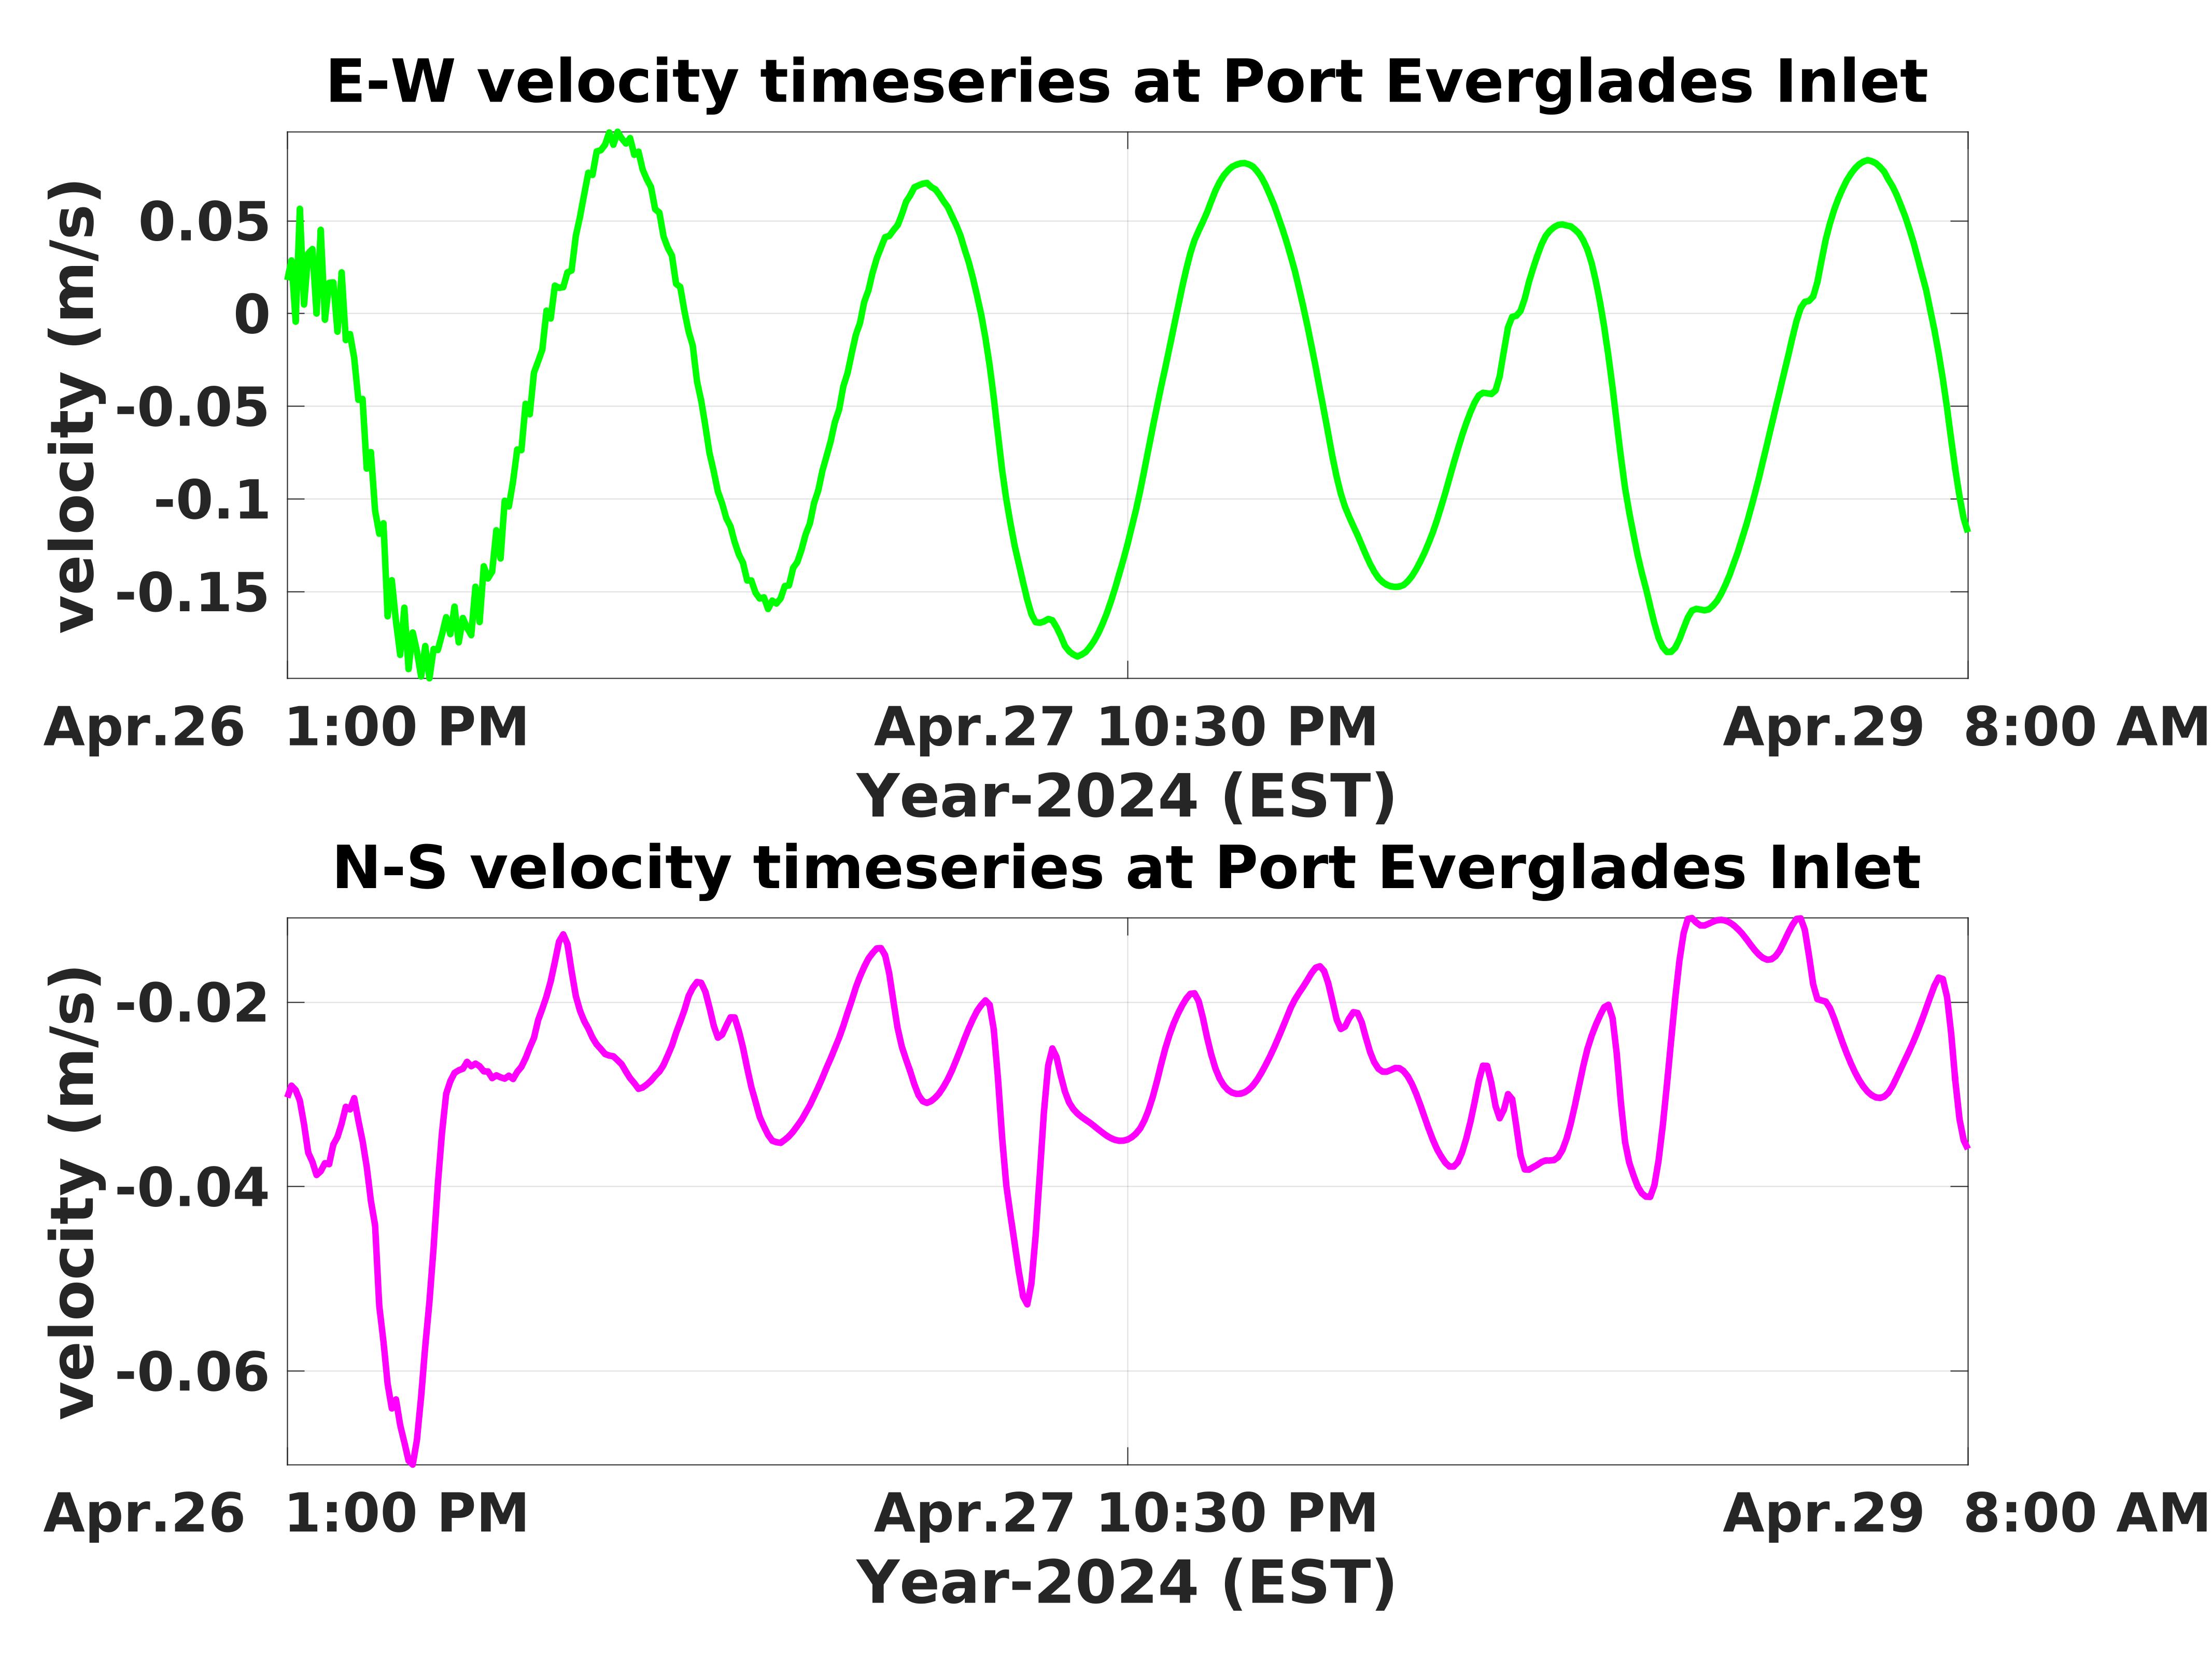 E-W velocity timeseries at Port Everglades Inlet
velocity (m/s)
0.05
0
-0.05
-0.1
-0.15
Apr.26  1:00 PM
Apr.27 10:30 PM
Apr.29  8:00 AM
Year-2024 (EST)
N-S velocity timeseries at Port Everglades Inlet
velocity (m/s)
-0.02
-0.04
-0.06
Apr.26  1:00 PM
Apr.27 10:30 PM
Apr.29  8:00 AM
Year-2024 (EST)